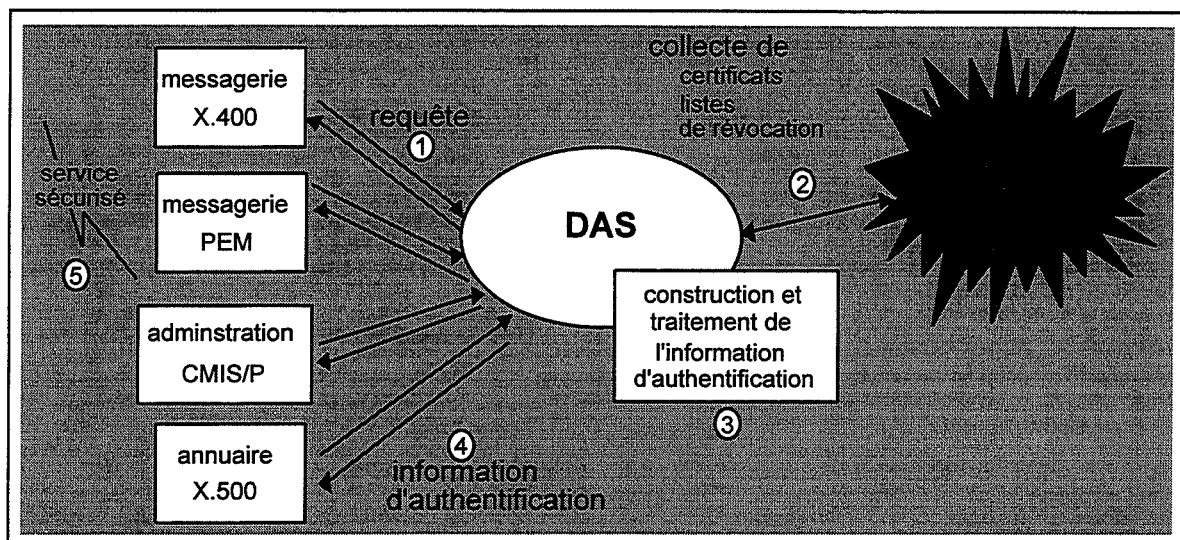 messagerie
X.400
requête
1
collecte de
certificats
listes
de révocation
2
service
sécurisé
5
messagerie
PEM
DAS
construction et
traitement de
l'information
d'authentification
3
adminstration
CMIS/P
annuaire
X.500
4
information
d'authentification